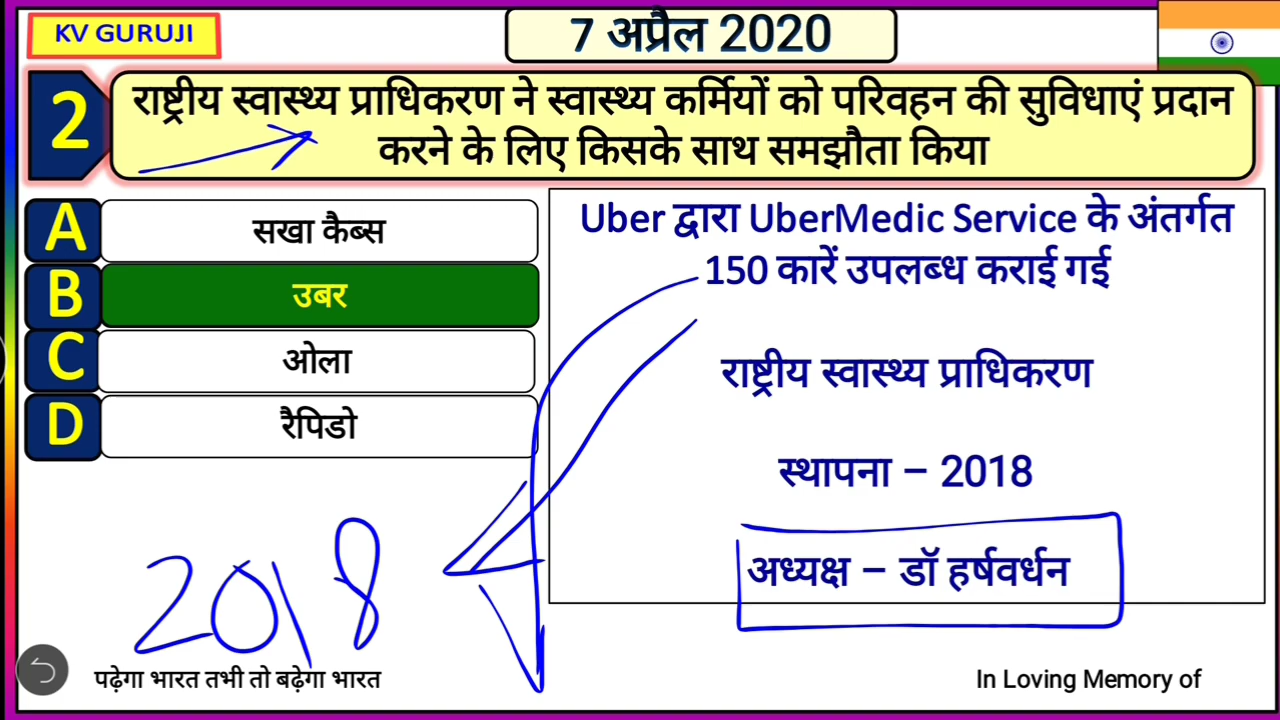 KV GURUJI
7 अप्रैल 2020
2
राष्ट्रीय स्वास्थ्य प्राधिकरण ने स्वास्थ्य कर्मियों को परिवहन की सुविधाएं प्रदान
करने के लिए किसके साथ समझौता किया
A सखा कैब्स
B उबर
C ओला
D रैपिडो
Uber द्वारा UberMedic Service के अंतर्गत
150 कारें उपलब्ध कराई गई
राष्ट्रीय स्वास्थ्य प्राधिकरण
स्थापना – 2018
अध्यक्ष – डॉ हर्षवर्धन
2018
पढ़ेगा भारत तभी तो बढ़ेगा भारत
In Loving Memory of